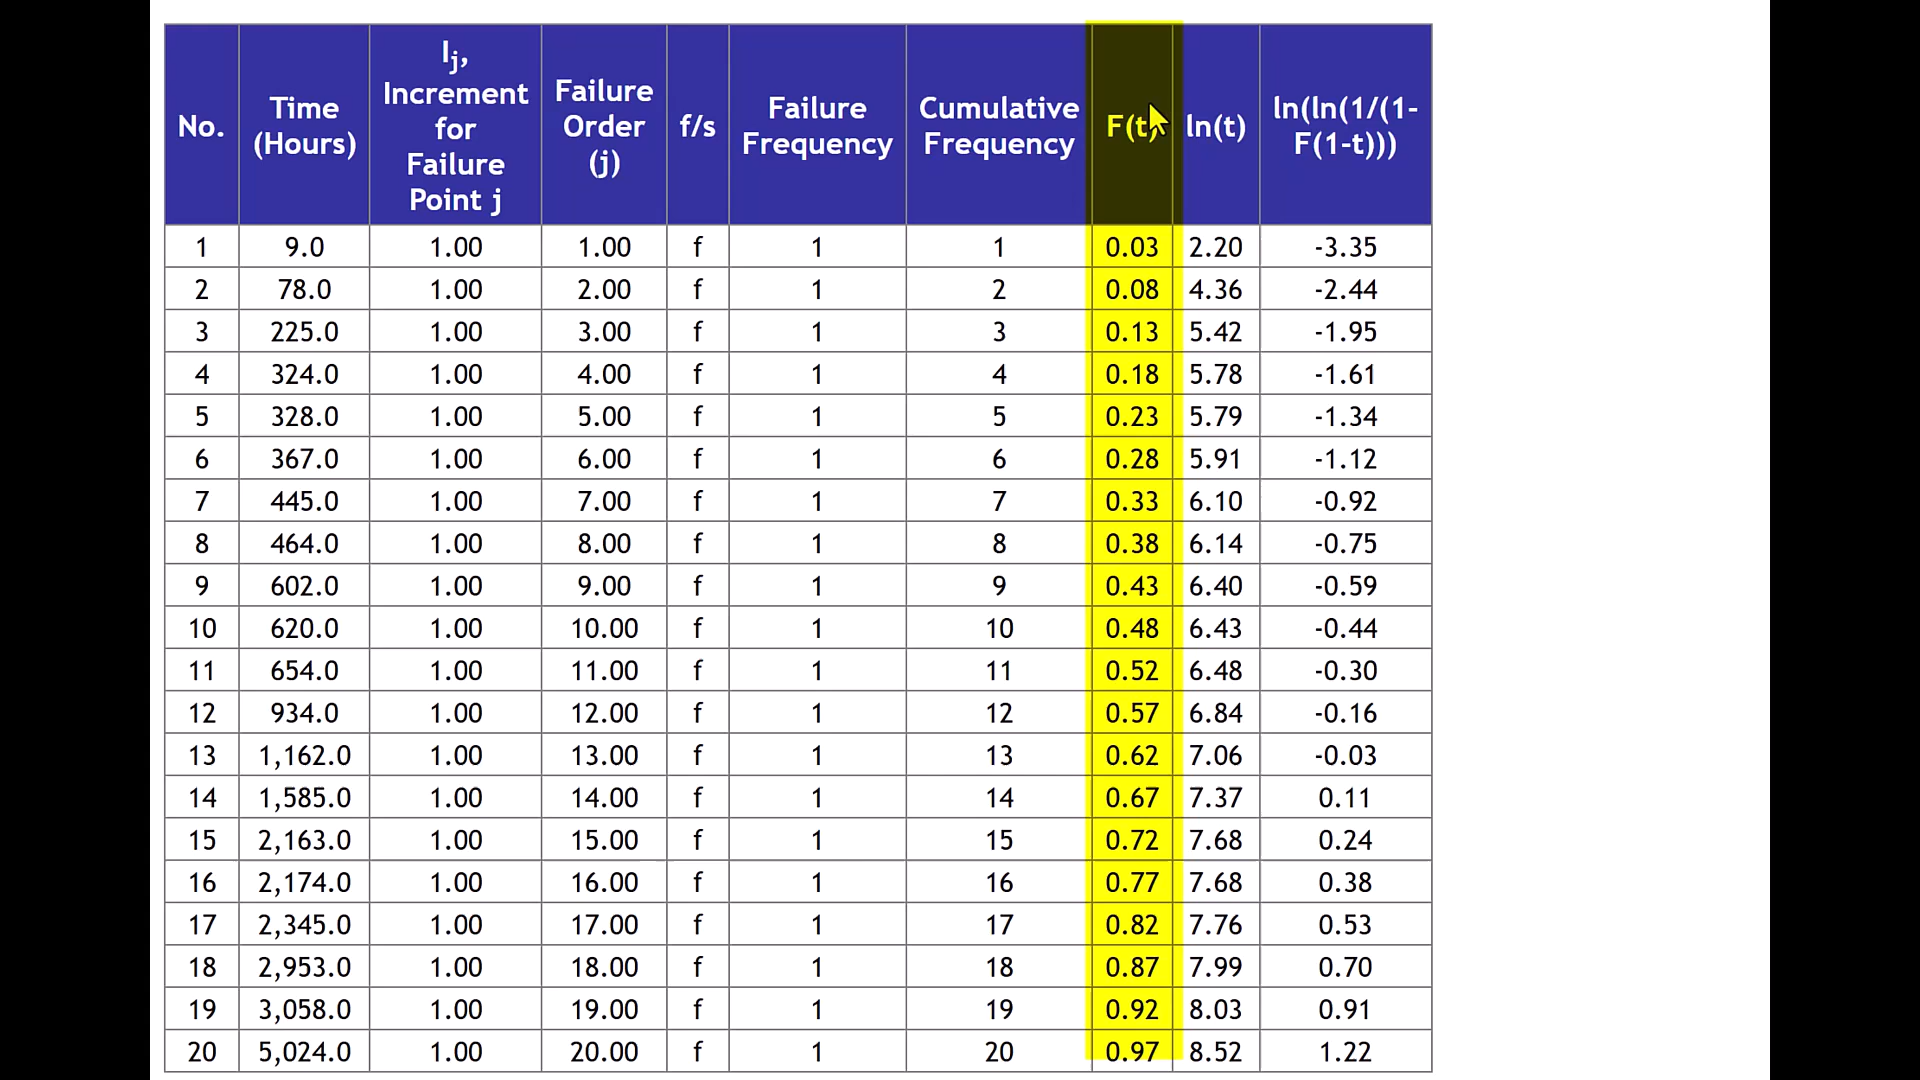 No. Time (Hours) Ij, Increment for Failure Point j Failure Order (j) f/s Failure Frequency Cumulative Frequency F(t) ln(t) ln(ln(1/(1-F(1-t)))
1 9.0 1.00 1.00 f 1 1 0.03 2.20 -3.35
2 78.0 1.00 2.00 f 1 2 0.08 4.36 -2.44
3 225.0 1.00 3.00 f 1 3 0.13 5.42 -1.95
4 324.0 1.00 4.00 f 1 4 0.18 5.78 -1.61
5 328.0 1.00 5.00 f 1 5 0.23 5.79 -1.34
6 367.0 1.00 6.00 f 1 6 0.28 5.91 -1.12
7 445.0 1.00 7.00 f 1 7 0.33 6.10 -0.92
8 464.0 1.00 8.00 f 1 8 0.38 6.14 -0.75
9 602.0 1.00 9.00 f 1 9 0.43 6.40 -0.59
10 620.0 1.00 10.00 f 1 10 0.48 6.43 -0.44
11 654.0 1.00 11.00 f 1 11 0.52 6.48 -0.30
12 934.0 1.00 12.00 f 1 12 0.57 6.84 -0.16
13 1,162.0 1.00 13.00 f 1 13 0.62 7.06 -0.03
14 1,585.0 1.00 14.00 f 1 14 0.67 7.37 0.11
15 2,163.0 1.00 15.00 f 1 15 0.72 7.68 0.24
16 2,174.0 1.00 16.00 f 1 16 0.77 7.68 0.38
17 2,345.0 1.00 17.00 f 1 17 0.82 7.76 0.53
18 2,953.0 1.00 18.00 f 1 18 0.87 7.99 0.70
19 3,058.0 1.00 19.00 f 1 19 0.92 8.03 0.91
20 5,024.0 1.00 20.00 f 1 20 0.97 8.52 1.22